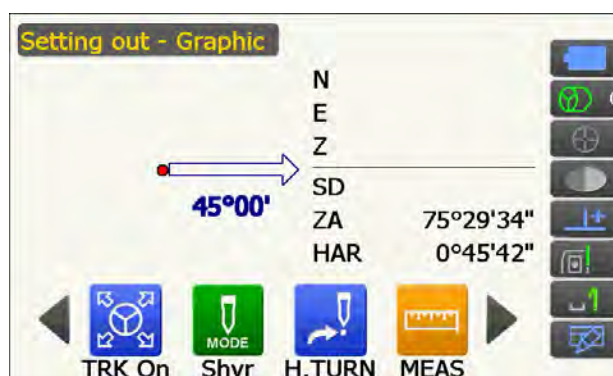 Setting out - Graphic
N
E
Z
45°00'
SD
ZA 75°29'34"
HAR 0°45'42"
MODE
TRK On Shvr H.TURN MEAS